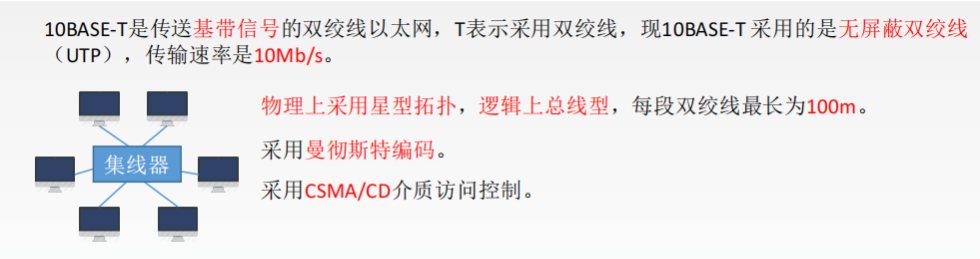 10BASE-T是传送基带信号的双绞线以太网，T表示采用双绞线，现10BASE-T 采用的是无屏蔽双绞线
（UTP），传输速率是10Mb/s。
物理上采用星型拓扑，逻辑上总线型，每段双绞线最长为100m。
采用曼彻斯特编码。
集线器
采用CSMA/CD介质访问控制。